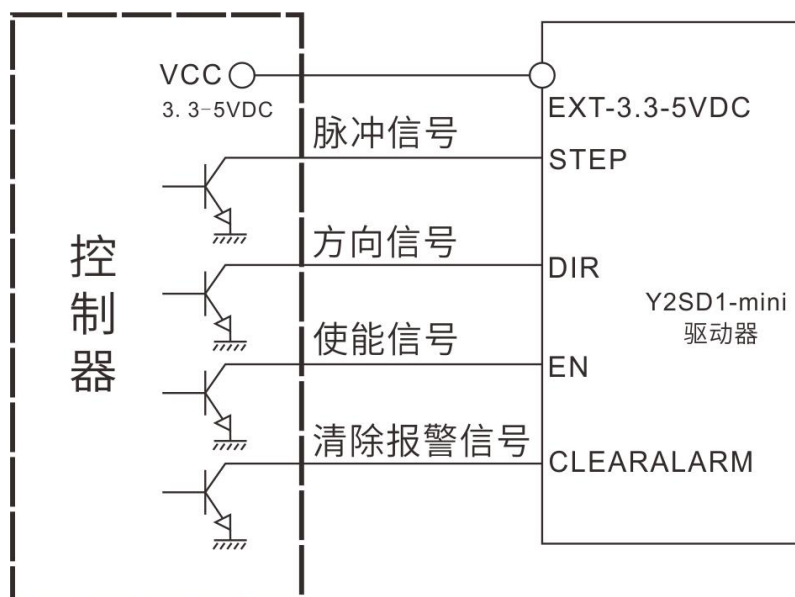 VCC
3.3-5VDC
EXT-3.3-5VDC
脉冲信号
STEP
方向信号
DIR
控制器
Y2SD1-mini
驱动器
使能信号
EN
清除报警信号
CLEARALARM